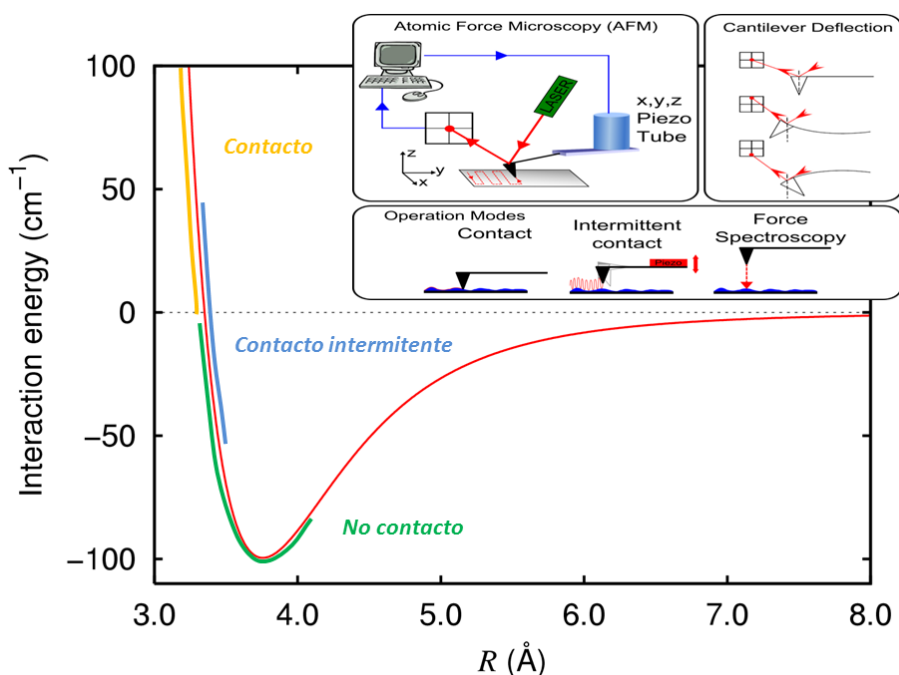 Atomic Force Microscopy (AFM)
LASER
x,y,z
Piezo
Tube
z
y
x
Cantilever Deflection
Operation Modes
Contact
Intermittent
contact
Piezo
Force
Spectroscopy
Interaction energy (cm⁻¹)
100
50
0
−50
−100
Contacto
Contacto intermitente
No contacto
3.0 4.0 5.0 6.0 7.0 8.0
R (Å)